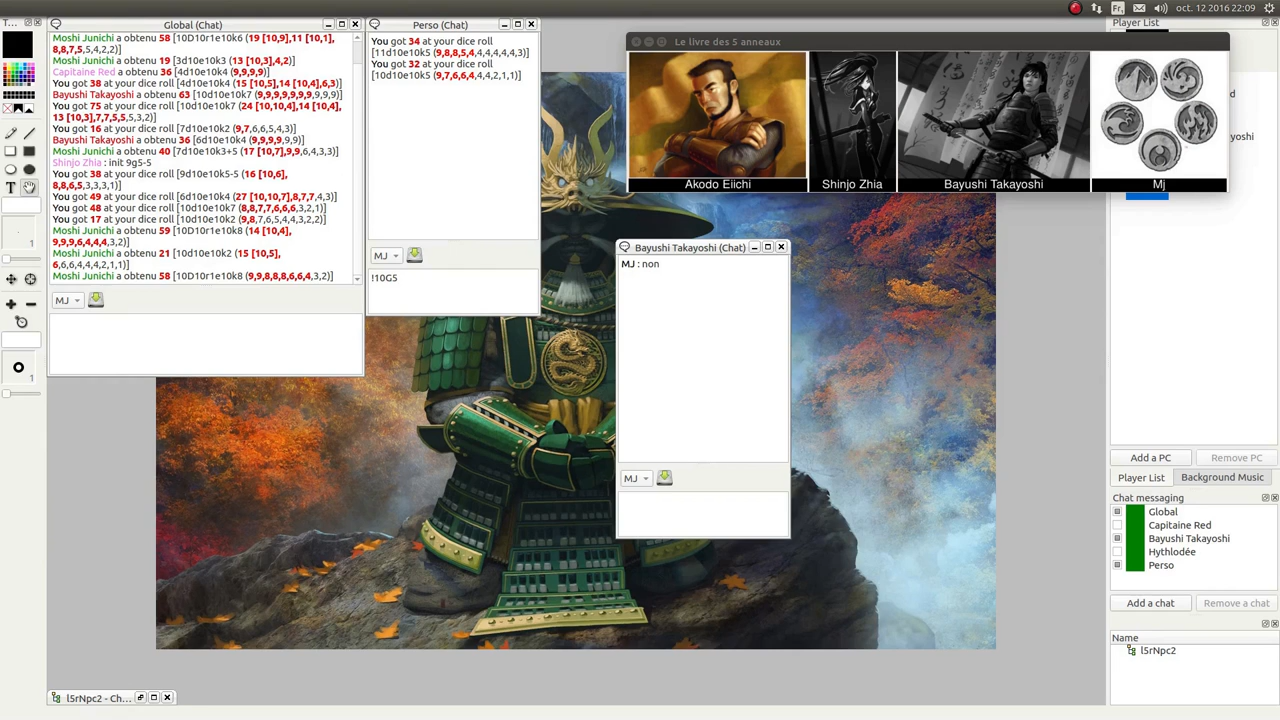 Fr,
oct. 12 2016 22:09
T...
Global (Chat)
Moshi Junichi a obtenu 58 [10D10r1e10k6 (19 [10,9],11 [10,1],
8,8,7,5,5,4,2,2)]
Moshi Junichi a obtenu 19 [3d10e10k3 (13 [10,3],4,2)]
Capitaine Red a obtenu 36 [4d10e10k4 (9,9,9,9)]
You got 38 at your dice roll [4d10e10k4 (15 [10,5],14 [10,4],6,3)]
Bayushi Takayoshi a obtenu 63 [10d10e10k7 (9,9,9,9,9,9,9,9,9,9)]
You got 75 at your dice roll [10d10e10k7 (24 [10,10,4],14 [10,4],
13 [10,3],7,7,5,5,5,3,2)]
You got 16 at your dice roll [7d10e10k2 (9,7,6,6,5,4,3)]
Bayushi Takayoshi a obtenu 36 [6d10e10k4 (9,9,9,9,9,9)]
Moshi Junichi a obtenu 40 [7d10e10k3+5 (17 [10,7],9,9,6,4,3,3)]
Shinjo Zhia : init 9g5-5
You got 38 at your dice roll [9d10e10k5-5 (16 [10,6],
8,8,6,5,3,3,3,1)]
You got 49 at your dice roll [6d10e10k4 (27 [10,10,7],8,7,7,4,3)]
You got 48 at your dice roll [10d10e10k7 (8,8,7,7,6,6,6,3,2,1)]
You got 17 at your dice roll [10d10e10k2 (9,8,7,6,5,4,4,3,2,2)]
Moshi Junichi a obtenu 59 [10D10r1e10k8 (14 [10,4],
9,9,9,6,4,4,4,3,2)]
Moshi Junichi a obtenu 21 [10d10e10k2 (15 [10,5],
6,6,6,4,4,4,2,1,1)]
Moshi Junichi a obtenu 58 [10D10r1e10k8 (9,9,8,8,8,6,6,4,3,2)]
MJ
Perso (Chat)
You got 34 at your dice roll
[11d10e10k5 (9,8,8,5,4,4,4,4,4,4,3)]
You got 32 at your dice roll
[10d10e10k5 (9,7,6,6,4,4,4,2,1,1)]
MJ
!10G5
Le livre des 5 anneaux
Akodo Eiichi
Shinjo Zhia
Bayushi Takayoshi
Mj
Bayushi Takayoshi (Chat)
MJ : non
MJ
Player List
Add a PC
Remove PC
Player List
Background Music
Chat messaging
Global
Capitaine Red
Bayushi Takayoshi
Hythlodée
Perso
Add a chat
Remove a chat
Name
l5rNpc2
T
1
1
l5rNpc2 - Ch...